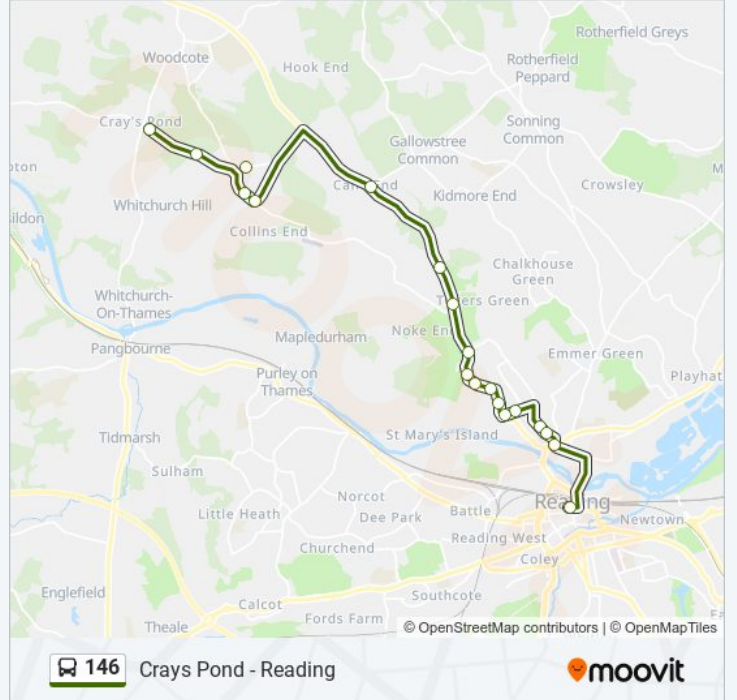 Rotherfield Greys
Woodcote
Hook End
Rotherfield
Peppard
Cray's Pond
Sonning
Common
Gallowstree
Common
Crowsley
Kidmore End
Whitchurch Hill
Collins End
Chalkhouse
Green
Whitchurch-
On-Thames
Mapledurham
Emmer Green
Pangbourne
Purley on
Thames
Playhat
Tidmarsh
St Mary's Island
Sulham
Norcot
Reading
Little Heath
Dee Park
Battle
Newtown
Reading West
Churchend
Coley
Englefield
Southcote
Calcot
Fords Farm
Theale
© OpenStreetMap contributors | © OpenMapTiles
146 Crays Pond - Reading
moovit